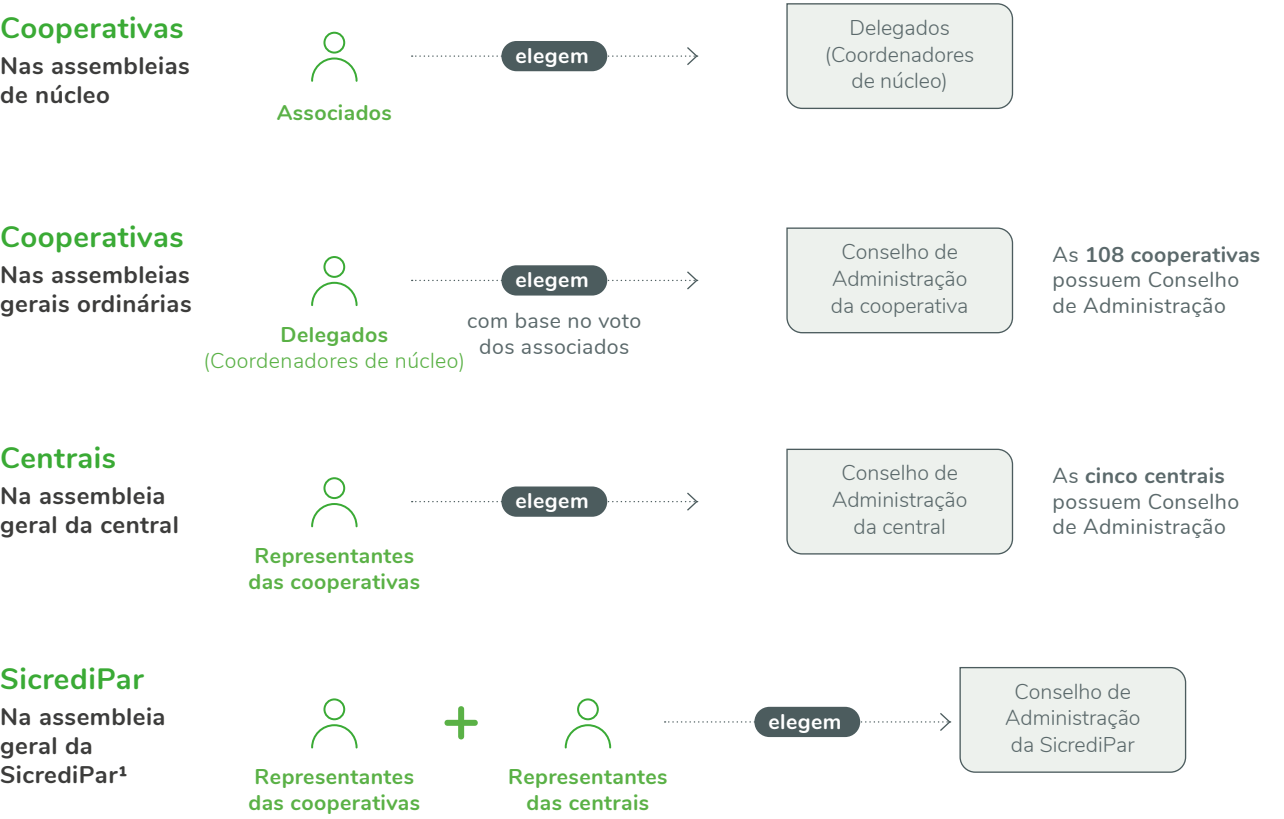 Cooperativas
Nas assembleias
de núcleo
Associados
elegem
Delegados
(Coordenadores
de núcleo)
Cooperativas
Nas assembleias
gerais ordinárias
Delegados
(Coordenadores de núcleo)
elegem
com base no voto
dos associados
Conselho de
Administração
da cooperativa
As 108 cooperativas
possuem Conselho
de Administração
Centrais
Na assembleia
geral da central
Representantes
das cooperativas
elegem
Conselho de
Administração
da central
As cinco centrais
possuem Conselho
de Administração
SicrediPar
Na assembleia
geral da
SicrediPar¹
Representantes
das cooperativas
+
Representantes
das centrais
elegem
Conselho de
Administração
da SicrediPar